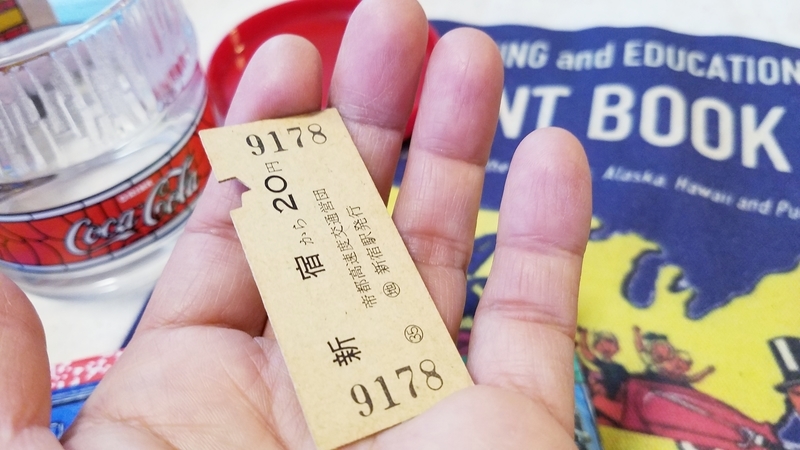 9178
新宿から20円
帝都高速度交通営団
㊞地 新宿駅発行
㉟
9178
Coca-Cola
ING and EDUCATION
NT BOOK
Alaska, Hawaii and Pu